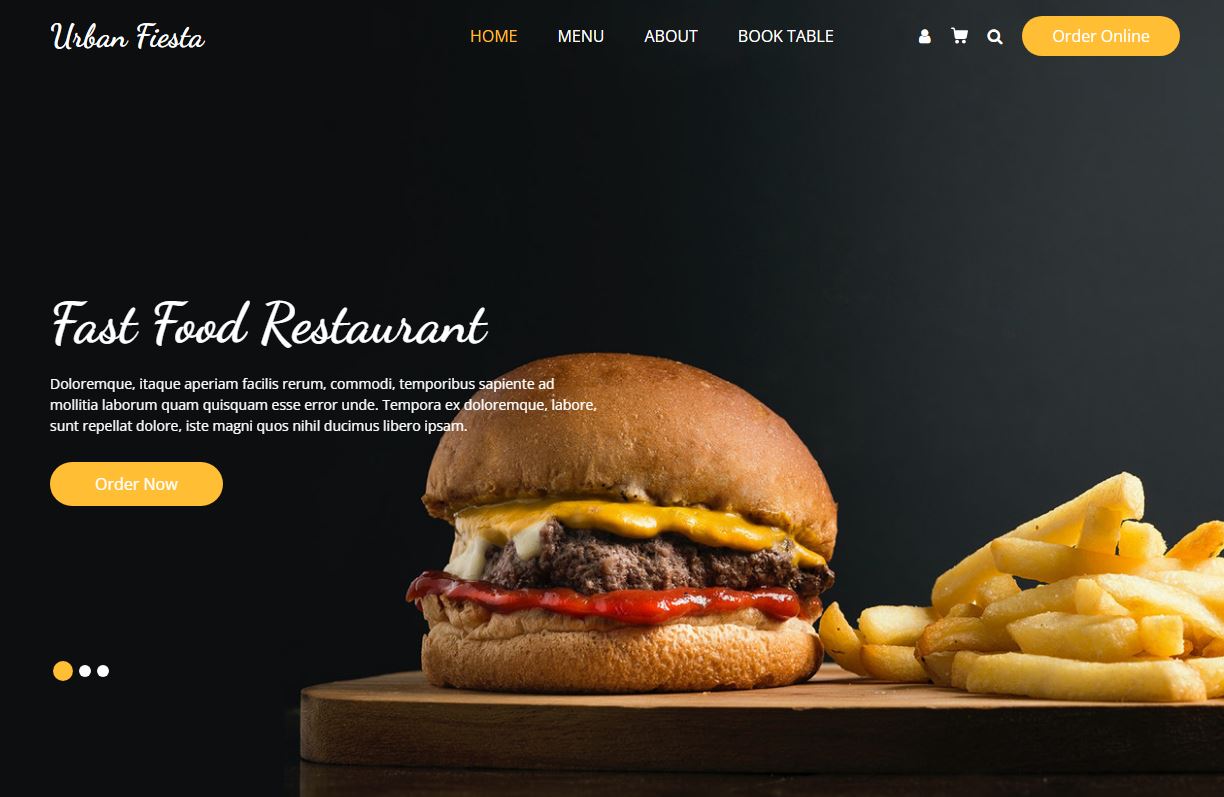 Urban Fiesta
HOME MENU ABOUT BOOK TABLE
Order Online
Fast Food Restaurant
Doloremque, itaque aperiam facilis rerum, commodi, temporibus sapiente ad
mollitia laborum quam quisquam esse error unde. Tempora ex doloremque, labore,
sunt repellat dolore, iste magni quos nihil ducimus libero ipsam.
Order Now